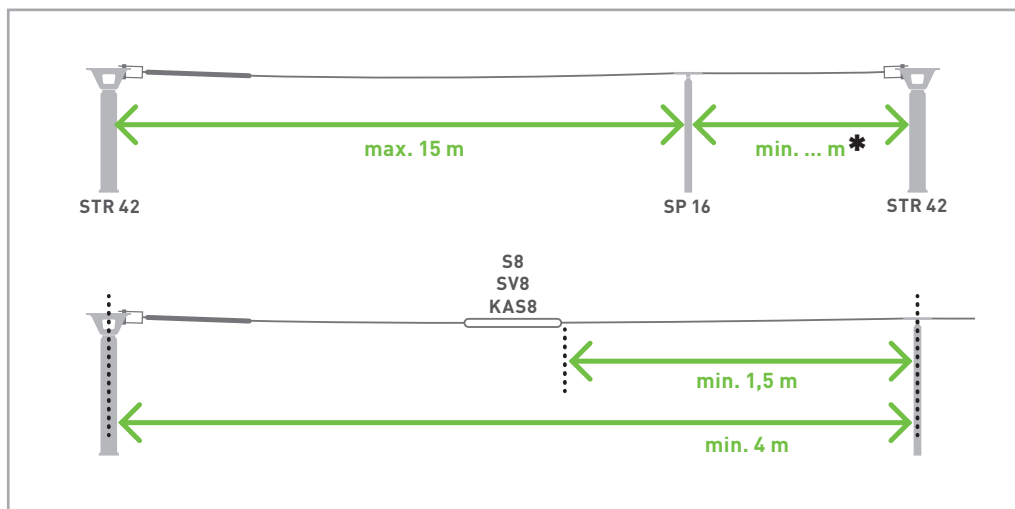 max. 15 m
min. ... m*
STR 42
SP 16
STR 42
S8
SV8
KAS8
min. 1,5 m
min. 4 m